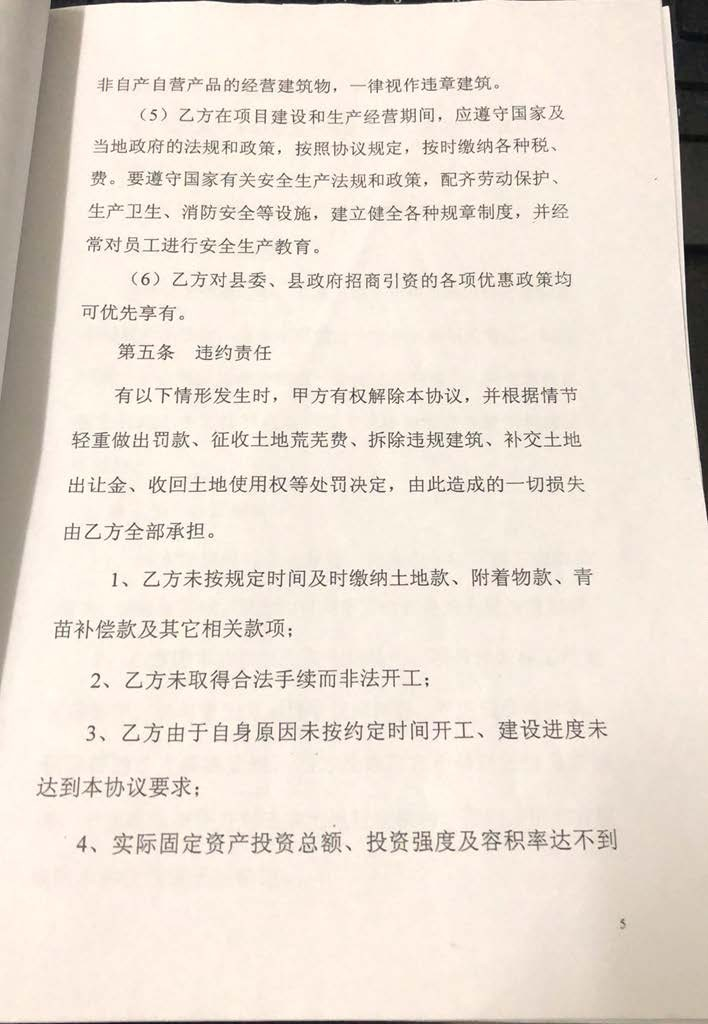 非自产自营产品的经营建筑物，一律视作违章建筑。
（5）乙方在项目建设和生产经营期间，应遵守国家及
当地政府的法规和政策，按照协议规定，按时缴纳各种税、
费。要遵守国家有关安全生产法规和政策，配齐劳动保护、
生产卫生、消防安全等设施，建立健全各种规章制度，并经
常对员工进行安全生产教育。
（6）乙方对县委、县政府招商引资的各项优惠政策均
可优先享有。
第五条 违约责任
有以下情形发生时，甲方有权解除本协议，并根据情节
轻重做出罚款、征收土地荒芜费、拆除违规建筑、补交土地
出让金、收回土地使用权等处罚决定，由此造成的一切损失
由乙方全部承担。
1、乙方未按规定时间及时缴纳土地款、附着物款、青
苗补偿款及其它相关款项；
2、乙方未取得合法手续而非法开工；
3、乙方由于自身原因未按约定时间开工、建设进度未
达到本协议要求；
4、实际固定资产投资总额、投资强度及容积率达不到
5